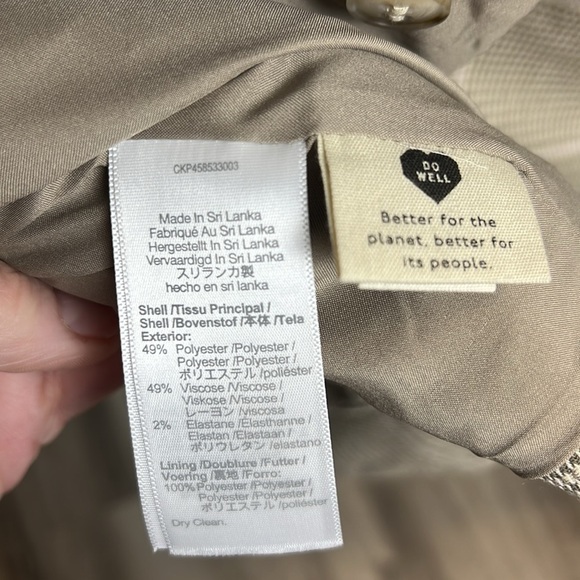 CKP458533003
Made In Sri Lanka
Fabriqué Au Sri Lanka
Hergestellt In Sri Lanka
Vervaardigd In Sri Lanka
スリランカ製
hecho en sri lanka
Shell /Tissu Principal /
Shell /Bovenstof /本体 /Tela
Exterior:
49% Polyester /Polyester /
Polyester /Polyester /
ポリエステル /poliéster
49% Viscose /Viscose /
Viskose /Viscose /
レーヨン /viscosa
2% Elastane /Elasthanne /
Elastan /Elastaan /
ポリウレタン /elastano
Lining /Doublure /Futter /
Voering /裏地 /Forro:
100% Polyester /Polyester /
Polyester /Polyester /
ポリエステル /poliéster
Dry Clean.
DO
WELL
Better for the
planet, better for
its people.